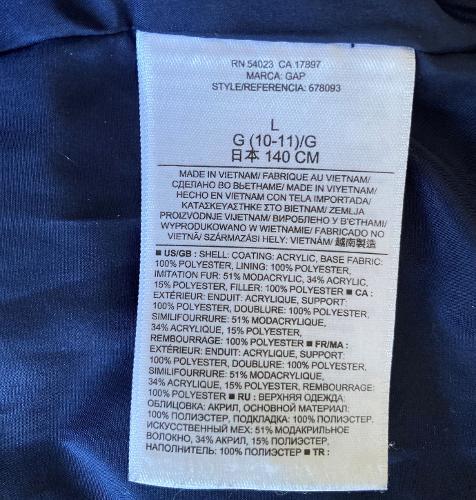 RN 54023 CA 17897
MARCA: GAP
STYLE/REFERENCIA: 678093
L
G (10-11)/G
日本 140 CM
MADE IN VIETNAM/ FABRIQUE AU VIETNAM/
СДЕЛАНО ВО ВЬЕТНАМЕ/ MADE IN VIYETNAM/
HECHO EN VIETNAM CON TELA IMPORTADA/
ΚΑΤΑΣΚΕΥΑΣΤΗΚΕ ΣΤΟ ΒΙΕΤΝΑΜ/ ZEMLJA
PROIZVODNJE VIJETNAM/ ВИРОБЛЕНО У В'ЄТНАМІ/
WYPRODUKOWANO W WIETNAMIE/ FABRICADO NO
VIETNÃ/ SZÁRMAZÁSI HELY: VIETNÁM/ 越南製造
■ US/GB : SHELL: COATING: ACRYLIC, BASE FABRIC:
100% POLYESTER, LINING: 100% POLYESTER,
IMITATION FUR: 51% MODACRYLIC, 34% ACRYLIC,
15% POLYESTER, FILLER: 100% POLYESTER ■ CA :
EXTÉRIEUR: ENDUIT: ACRYLIQUE, SUPPORT:
100% POLYESTER, DOUBLURE: 100% POLYESTER,
SIMILIFOURRURE: 51% MODACRYLIQUE,
34% ACRYLIQUE, 15% POLYESTER,
REMBOURRAGE: 100% POLYESTER ■ FR/MA :
EXTÉRIEUR: ENDUIT: ACRYLIQUE, SUPPORT:
100% POLYESTER, DOUBLURE: 100% POLYESTER,
SIMILIFOURRURE: 51% MODACRYLIQUE,
34% ACRYLIQUE, 15% POLYESTER, REMBOURRAGE:
100% POLYESTER ■ RU : ВЕРХНЯЯ ОДЕЖДА:
ОБЛИЦОВКА: АКРИЛ, ОСНОВНОЙ МАТЕРИАЛ:
100% ПОЛИЭСТЕР, ПОДКЛАДКА: 100% ПОЛИЭСТЕР,
ИСКУССТВЕННЫЙ МЕХ: 51% МОДАКРИЛЬНОЕ
ВОЛОКНО, 34% АКРИЛ, 15% ПОЛИЭСТЕР,
НАПОЛНИТЕЛЬ: 100% ПОЛИЭСТЕР ■ TR :